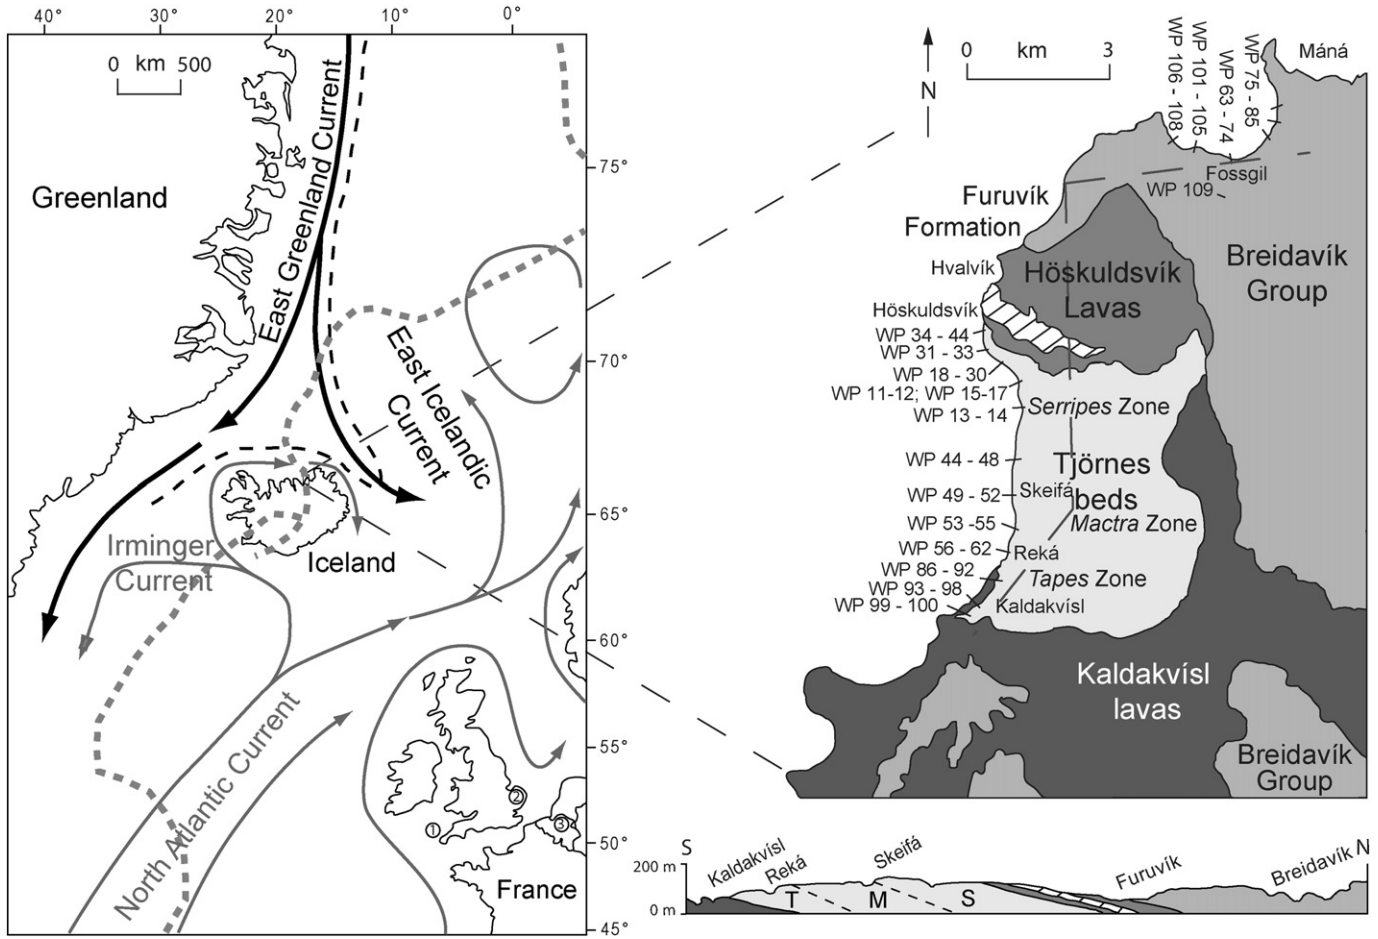 40°
30°
20°
10°
0°
0 km 500
Greenland
East Greenland Current
75°
70°
65°
60°
55°
50°
45°
East Icelandic
Current
Irminger
Current
Iceland
North Atlantic Current
1
2
3
France
N
0 km 3
WP 106 - 108
WP 101 - 105
WP 63 - 74
WP 75 - 85
Máná
Fossgil
WP 109
Furuvík
Formation
Hvalvík
Höskuldsvík
Lavas
Breidavík
Group
Höskuldsvík
WP 34 - 44
WP 31 - 33
WP 18 - 30
WP 11-12; WP 15-17
WP 13 - 14
Serripes Zone
WP 44 - 48
Tjörnes
beds
WP 49 - 52
Skeifá
Mactra Zone
WP 53 -55
WP 56 - 62
Reká
WP 86 - 92
Tapes Zone
WP 93 - 98
WP 99 - 100
Kaldakvísl
Kaldakvísl
lavas
Breidavík
Group
S
200 m
0 m
Kaldakvísl
Reká
Skeifá
Furuvík
Breidavík N
T M S